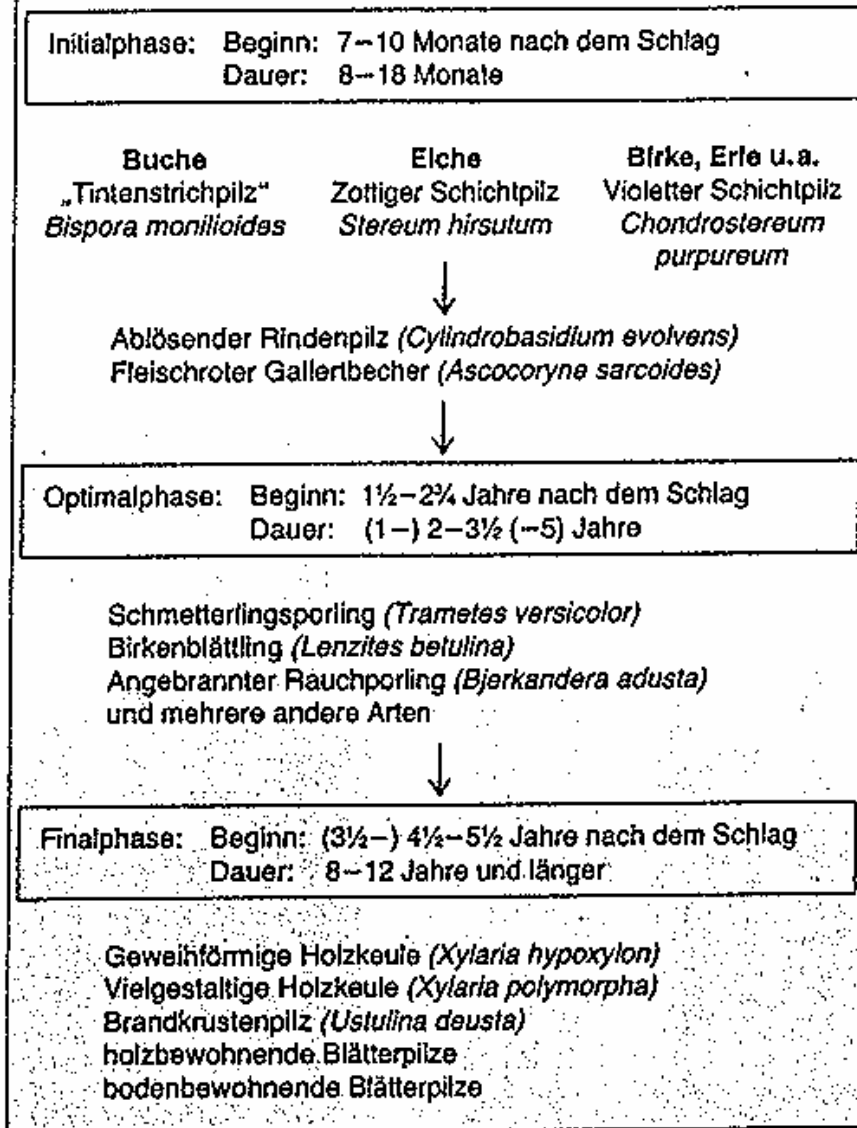 Initialphase: Beginn: 7–10 Monate nach dem Schlag
Dauer: 8–18 Monate
Buche Eiche Birke, Erle u.a.
„Tintenstrichpilz“ Zottiger Schichtpilz Violetter Schichtpilz
Bispora monilioides Stereum hirsutum Chondrostereum
purpureum
Ablösender Rindenpilz (Cylindrobasidium evolvens)
Fleischroter Gallertbecher (Ascocoryne sarcoides)
Optimalphase: Beginn: 1½–2¾ Jahre nach dem Schlag
Dauer: (1–) 2–3½ (–5) Jahre
Schmetterlingsporling (Trametes versicolor)
Birkenblättling (Lenzites betulina)
Angebrannter Rauchporling (Bjerkandera adusta)
und mehrere andere Arten
Finalphase: Beginn: (3½–) 4½–5½ Jahre nach dem Schlag
Dauer: 8–12 Jahre und länger
Geweihförmige Holzkeule (Xylaria hypoxylon)
Vielgestaltige Holzkeule (Xylaria polymorpha)
Brandkrustenpilz (Ustulina deusta)
holzbewohnende Blätterpilze
bodenbewohnende Blätterpilze